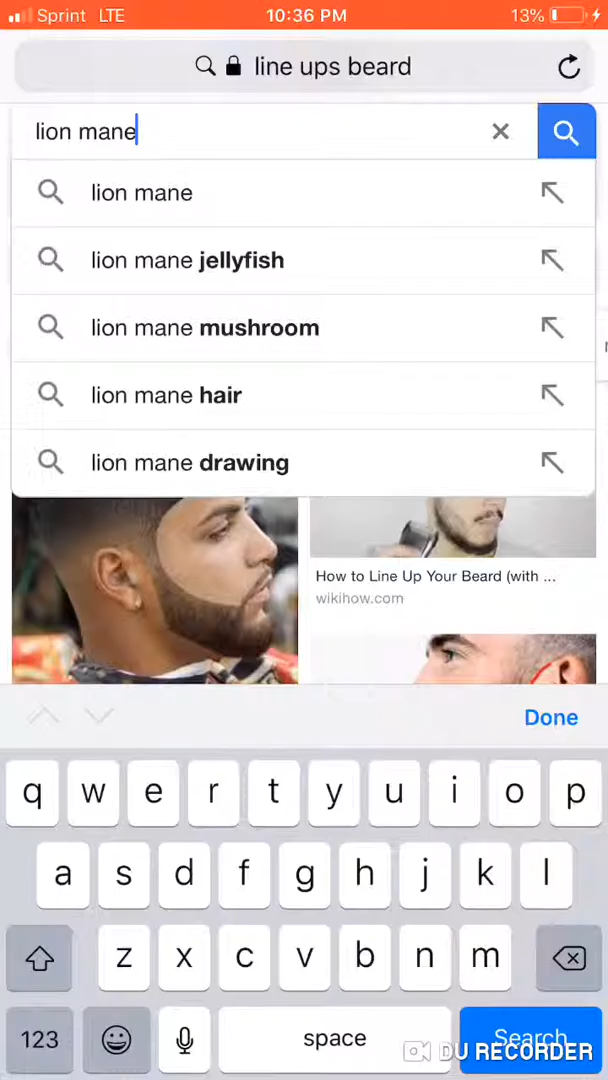 Sprint LTE 10:36 PM 13%
line ups beard
lion mane
lion mane
lion mane jellyfish
lion mane mushroom
lion mane hair
lion mane drawing
How to Line Up Your Beard (with ...
wikihow.com
Done
q w e r t y u i o p
a s d f g h j k l
z x c v b n m
123 space Search
DU RECORDER